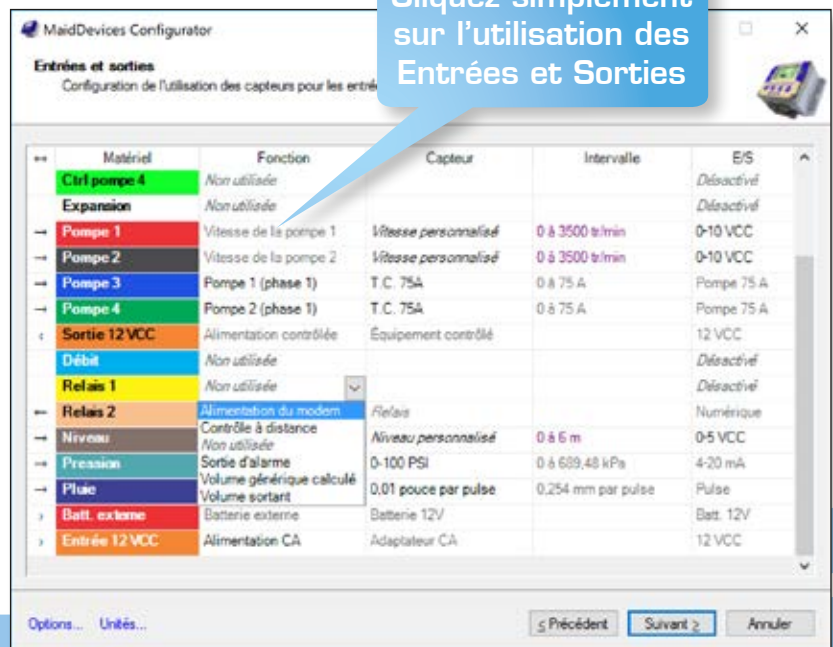 Cliquez simplement
sur l'utilisation des
Entrées et Sorties
MaidDevices Configurator
Entrées et sorties
Configuration de l'utilisation des capteurs pour les
↔ Matériel Fonction Capteur Intervalle E/S
Ctrl pompe 4 Non utilisée Désactivé
Expansion Non utilisée Désactivé
→ Pompe 1 Vitesse de la pompe 1 Vitesse personnalisé 0 à 3500 tr/min 0-10 VCC
→ Pompe 2 Vitesse de la pompe 2 Vitesse personnalisé 0 à 3500 tr/min 0-10 VCC
→ Pompe 3 Pompe 1 (phase 1) T.C. 75A 0 à 75 A Pompe 75 A
→ Pompe 4 Pompe 2 (phase 1) T.C. 75A 0 à 75 A Pompe 75 A
‹ Sortie 12 VCC Alimentation contrôlée Équipement contrôlé 12 VCC
Débit Non utilisée Désactivé
Relais 1 Non utilisée Désactivé
← Relais 2 Relais Numérique
→ Niveau Niveau personnalisé 0 à 6 m 0-5 VCC
→ Pression 0-100 PSI 0 à 689,48 kPa 4-20 mA
→ Pluie 0,01 pouce par pulse 0,254 mm par pulse Pulse
› Batt. externe Batterie externe Batterie 12V Batt. 12V
› Entrée 12 VCC Alimentation CA Adaptateur CA 12 VCC
Alimentation du modem
Contrôle à distance
Non utilisée
Sortie d'alarme
Volume générique calculé
Volume sortant
Options... Unités... < Précédent Suivant > Annuler